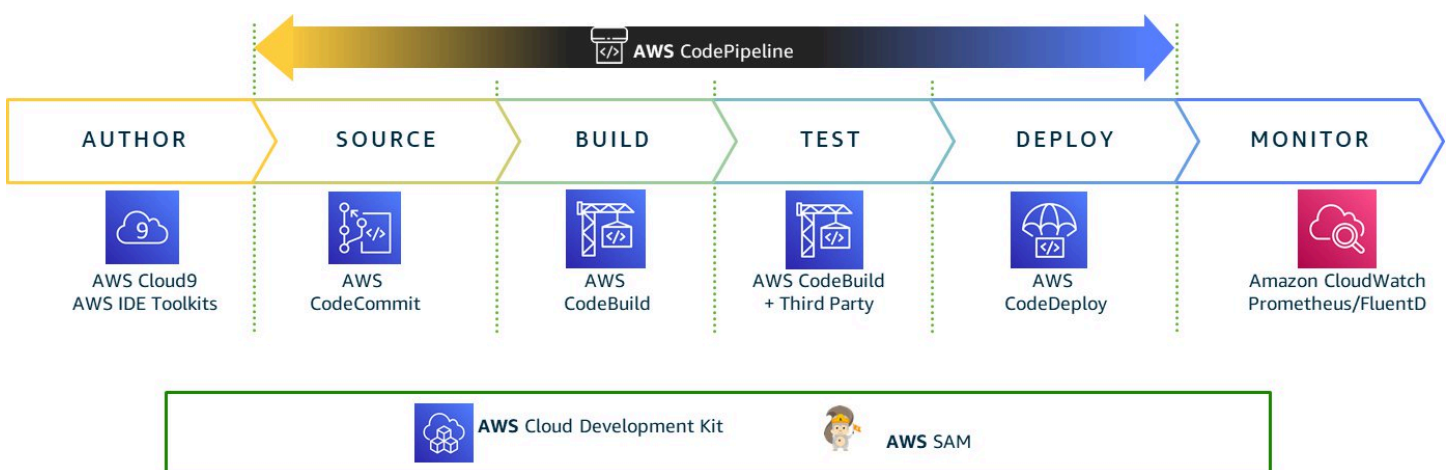 AWS CodePipeline
AUTHOR
SOURCE
BUILD
TEST
DEPLOY
MONITOR
9
AWS Cloud9
AWS IDE Toolkits
AWS
CodeCommit
AWS
CodeBuild
AWS CodeBuild
+ Third Party
AWS
CodeDeploy
Amazon CloudWatch
Prometheus/FluentD
AWS Cloud Development Kit
AWS SAM